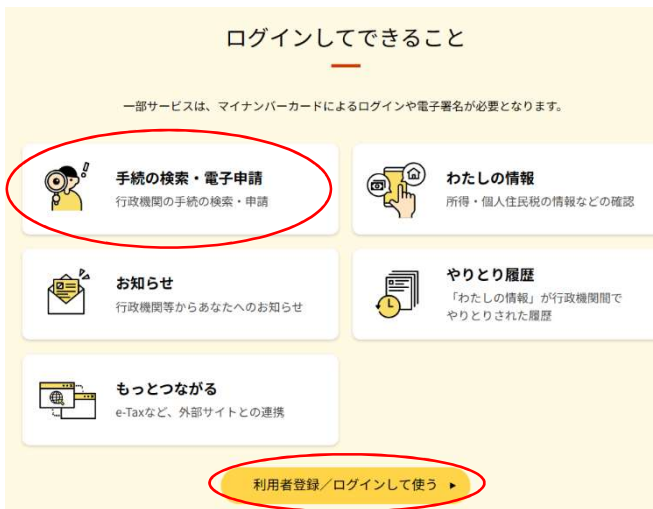 ログインしてできること
一部サービスは、マイナンバーカードによるログインや電子署名が必要となります。
手続の検索・電子申請
行政機関の手続の検索・申請
わたしの情報
所得・個人住民税の情報などの確認
お知らせ
行政機関等からあなたへのお知らせ
やりとり履歴
「わたしの情報」が行政機関間で
やりとりされた履歴
もっとつながる
e-Taxなど、外部サイトとの連携
利用者登録／ログインして使う